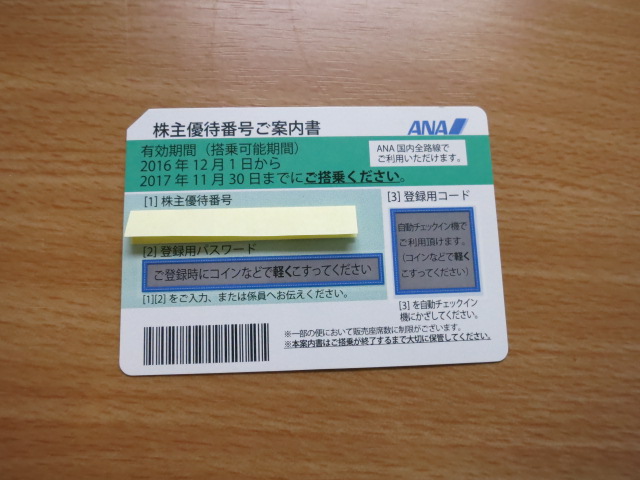 株主優待番号ご案内書
ANA
有効期間（搭乗可能期間）
2016年12月1日から
2017年11月30日までにご搭乗ください。
ANA 国内全路線で
ご利用いただけます。
[1] 株主優待番号
[2] 登録用パスワード
ご登録時にコインなどで軽くこすってください
[1][2] をご入力、または係員へお伝えください。
[3] 登録用コード
自動チェックイン機で
ご利用頂けます。
（コインなどで軽く
こすってください）
[3] を自動チェックイン
機にかざしてください。
※一部の便において販売座席数に制限がございます。
※本案内書はご搭乗が終了するまで大切に保管してください。